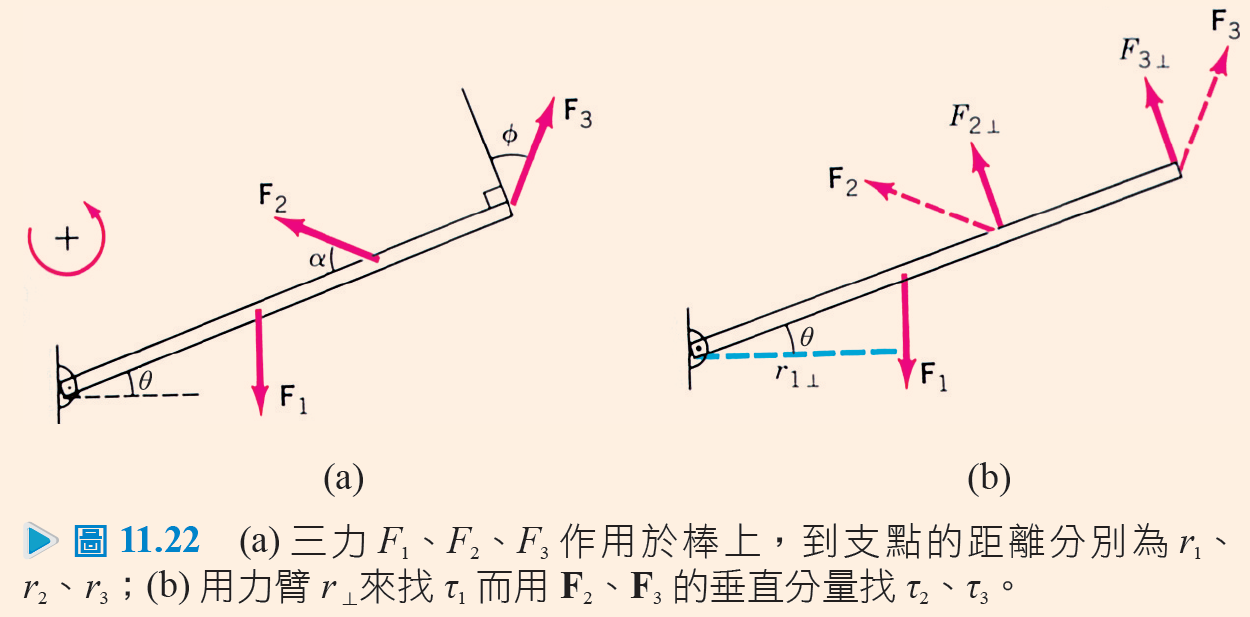 F₃
ϕ
F₂
+
α
θ
F₁
(a)
F₃
F₃⊥
F₂⊥
F₂
θ
r₁⊥
F₁
(b)
圖 11.22 (a) 三力 F₁、F₂、F₃ 作用於棒上，到支點的距離分別為 r₁、
r₂、r₃；(b) 用力臂 r⊥來找 τ₁ 而用 F₂、F₃ 的垂直分量找 τ₂、τ₃。